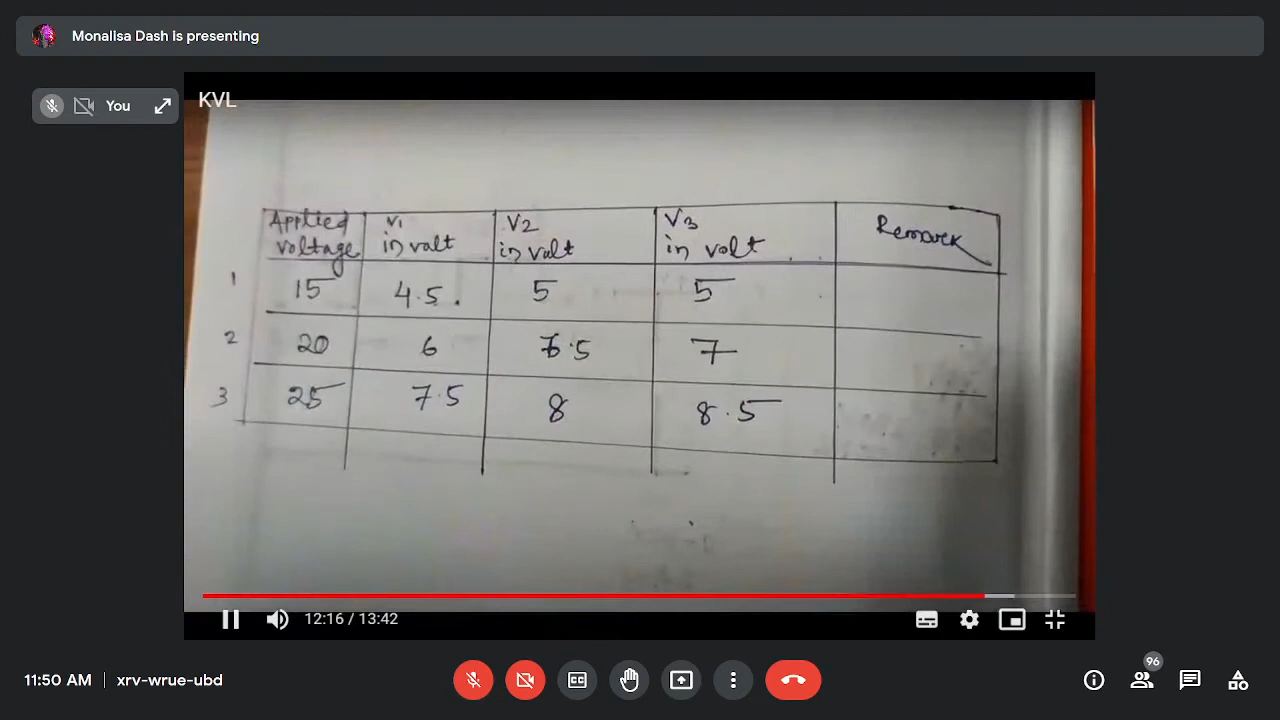 Monalisa Dash is presenting
You
KVL
Applied voltage V1 in volt V2 in volt V3 in volt Remark
1 15 4.5 5 5
2 20 6 6.5 7
3 25 7.5 8 8.5
12:16 / 13:42
11:50 AM | xrv-wrue-ubd
CC
96